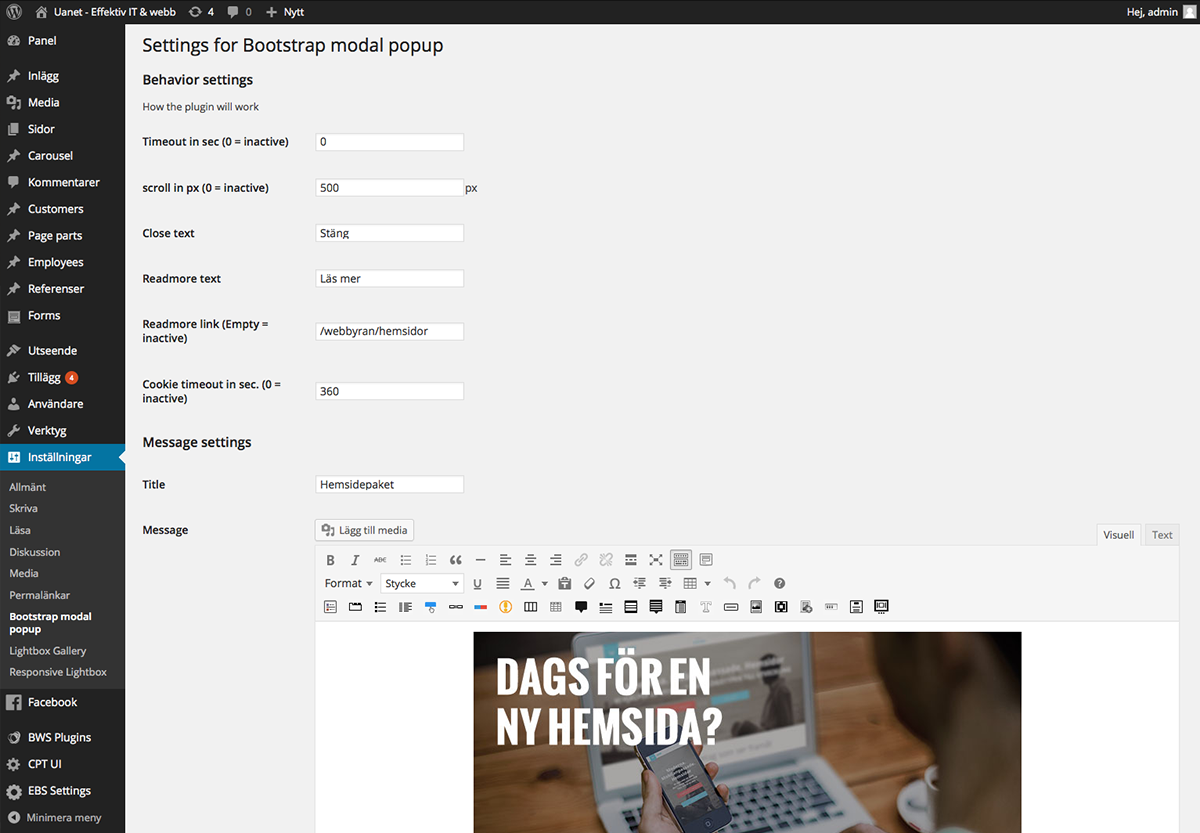 Uanet - Effektiv IT & webb 4 0 Nytt Hej, admin
Panel
Inlägg
Media
Sidor
Carousel
Kommentarer
Customers
Page parts
Employees
Referenser
Forms
Utseende
Tillägg 4
Användare
Verktyg
Inställningar
Allmänt
Skriva
Läsa
Diskussion
Media
Permalänkar
Bootstrap modal
popup
Lightbox Gallery
Responsive Lightbox
Facebook
BWS Plugins
CPT UI
EBS Settings
Minimera meny
Settings for Bootstrap modal popup
Behavior settings
How the plugin will work
Timeout in sec (0 = inactive) 0
scroll in px (0 = inactive) 500 px
Close text Stäng
Readmore text Läs mer
Readmore link (Empty =
inactive) /webbyran/hemsidor
Cookie timeout in sec. (0 =
inactive) 360
Message settings
Title Hemsidepaket
Message Lägg till media
Visuell Text
B I ABC
Format Stycke U A Ω
DAGS FÖR EN
NY HEMSIDA?